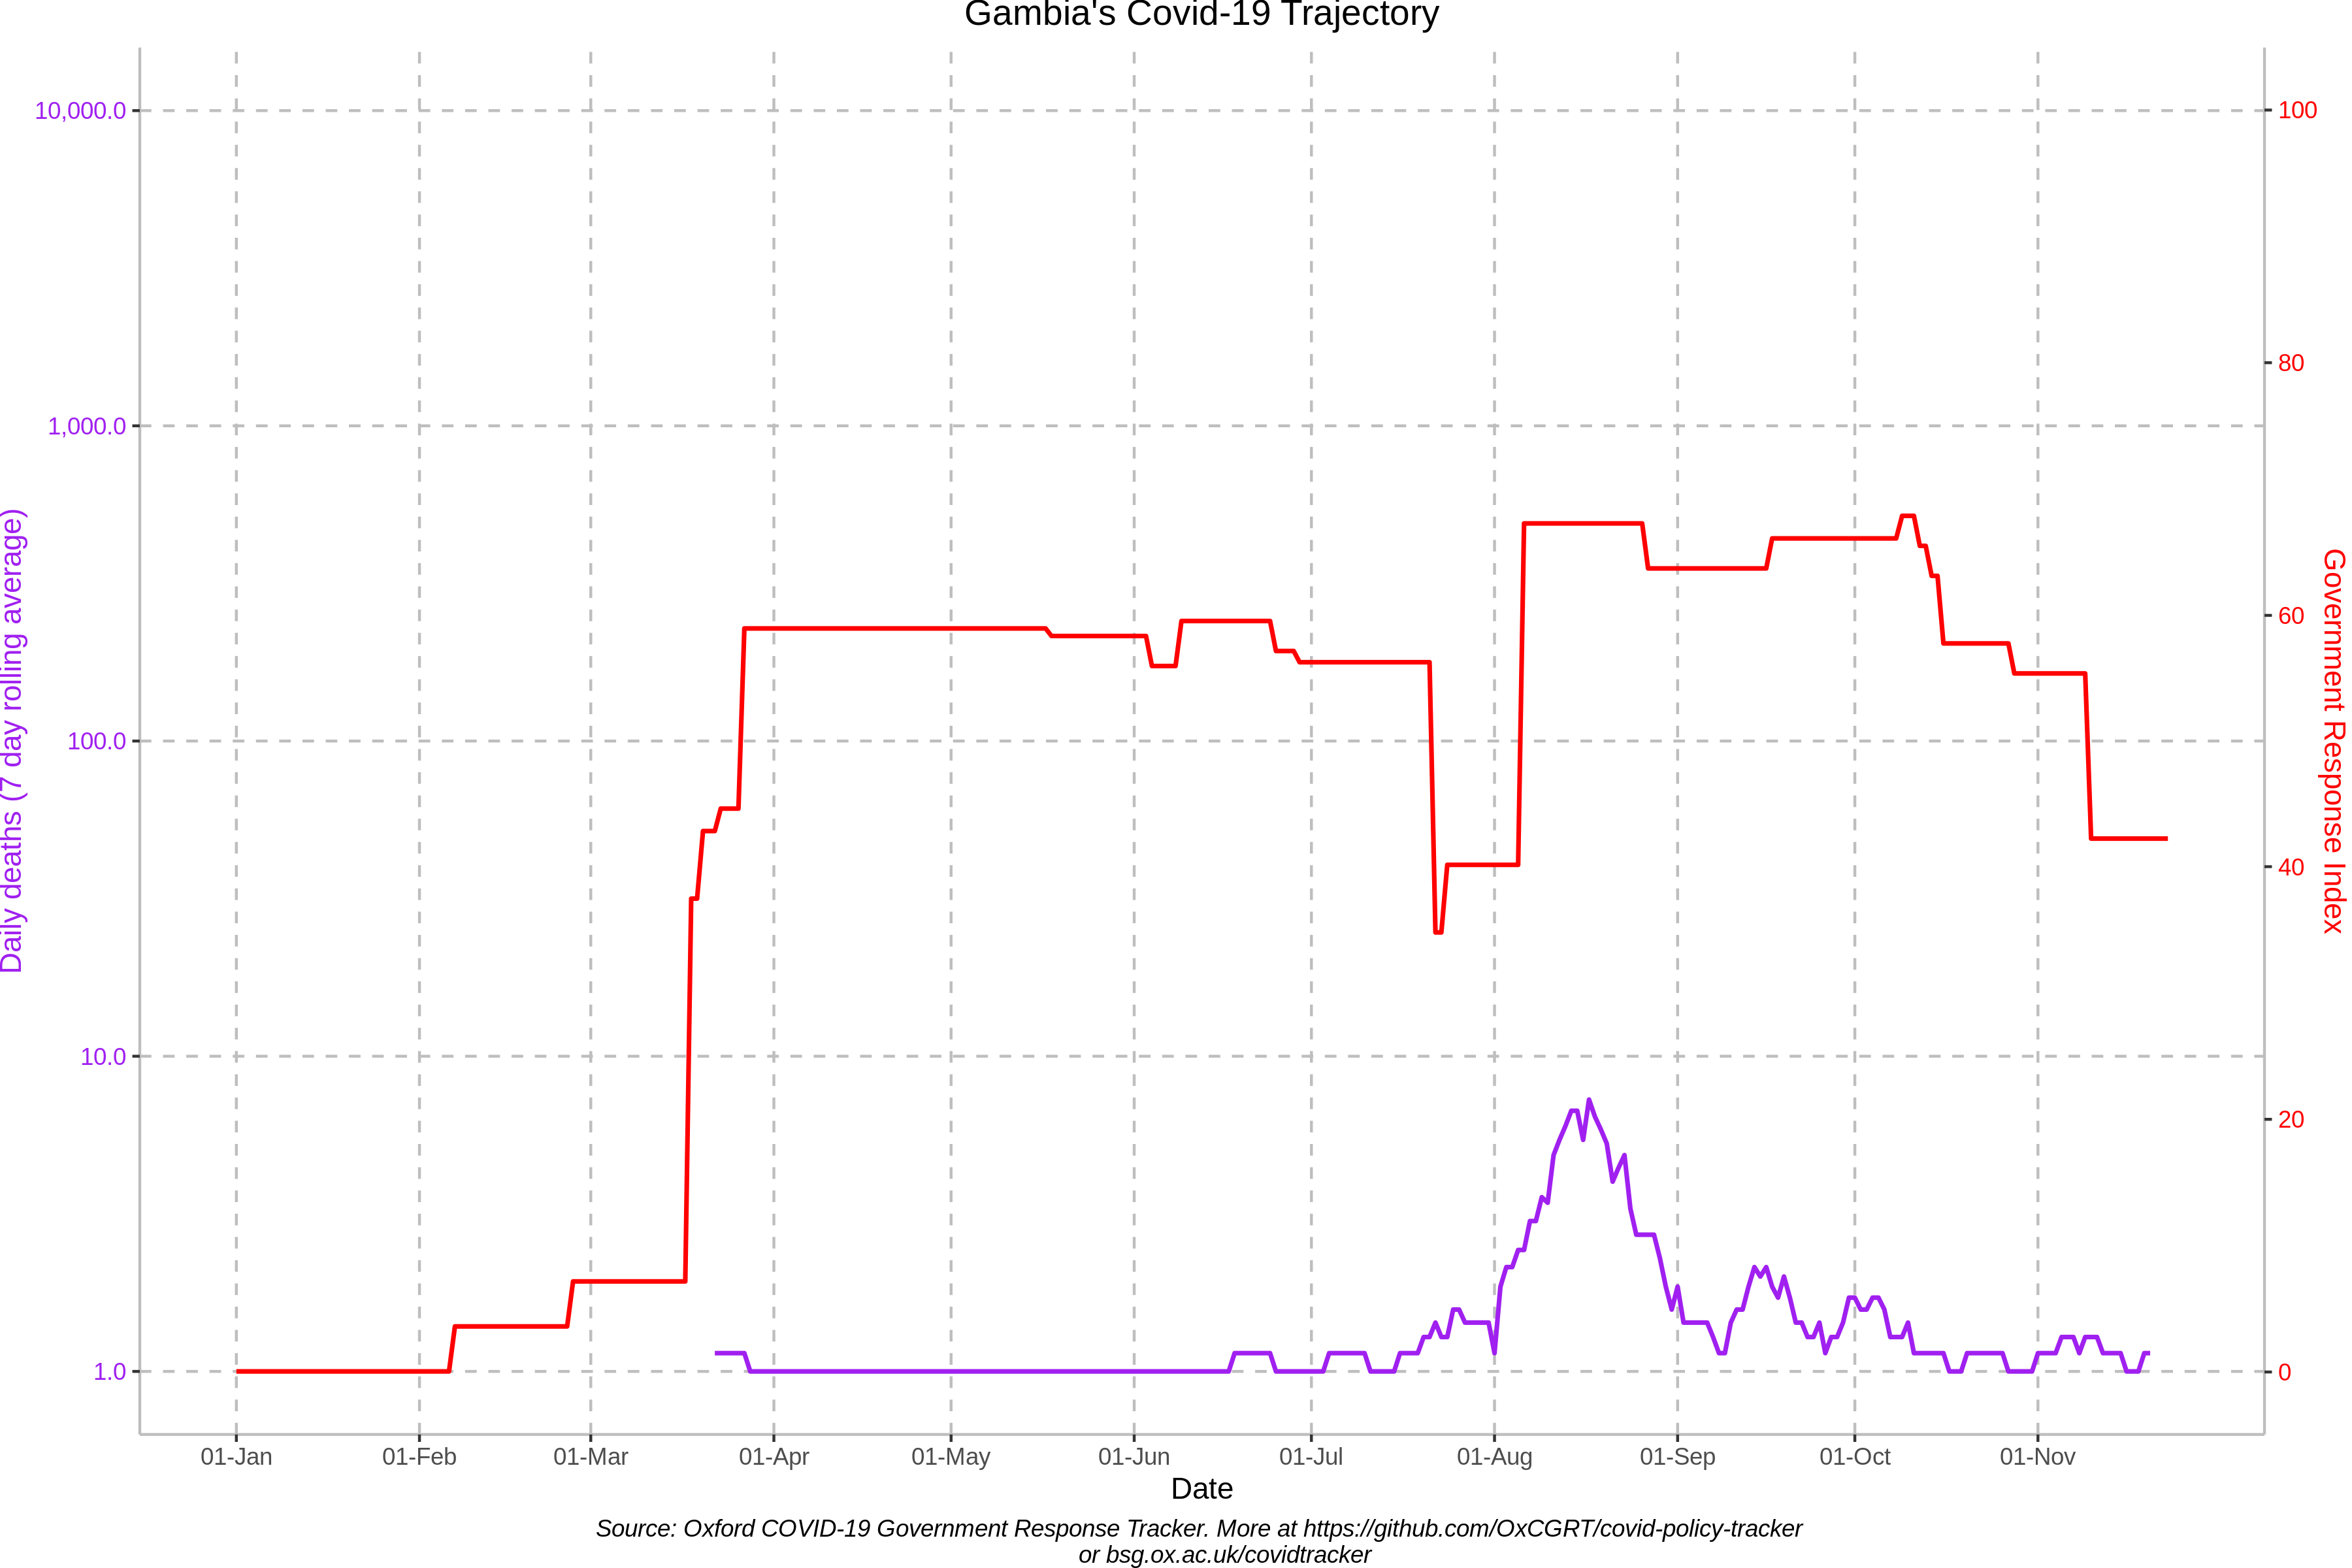 Gambia's Covid-19 Trajectory
10,000.0
1,000.0
100.0
10.0
1.0
Daily deaths (7 day rolling average)
100
80
60
40
20
0
Government Response Index
01-Jan
01-Feb
01-Mar
01-Apr
01-May
01-Jun
01-Jul
01-Aug
01-Sep
01-Oct
01-Nov
Date
Source: Oxford COVID-19 Government Response Tracker. More at https://github.com/OxCGRT/covid-policy-tracker
or bsg.ox.ac.uk/covidtracker